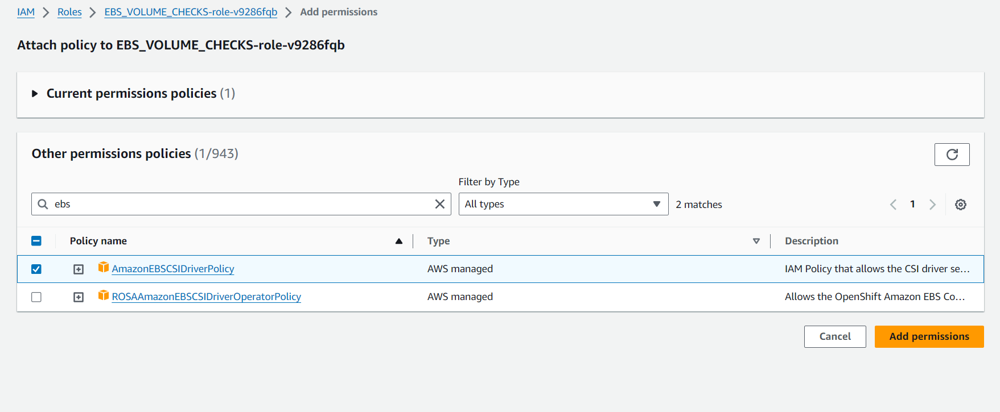 IAM > Roles > EBS_VOLUME_CHECKS-role-v9286fqb > Add permissions
Attach policy to EBS_VOLUME_CHECKS-role-v9286fqb
Current permissions policies (1)
Other permissions policies (1/943)
Filter by Type
ebs All types 2 matches 1
Policy name Type Description
AmazonEBSCSIDriverPolicy AWS managed IAM Policy that allows the CSI driver se...
ROSAAmazonEBSCSIDriverOperatorPolicy AWS managed Allows the OpenShift Amazon EBS Co...
Cancel Add permissions